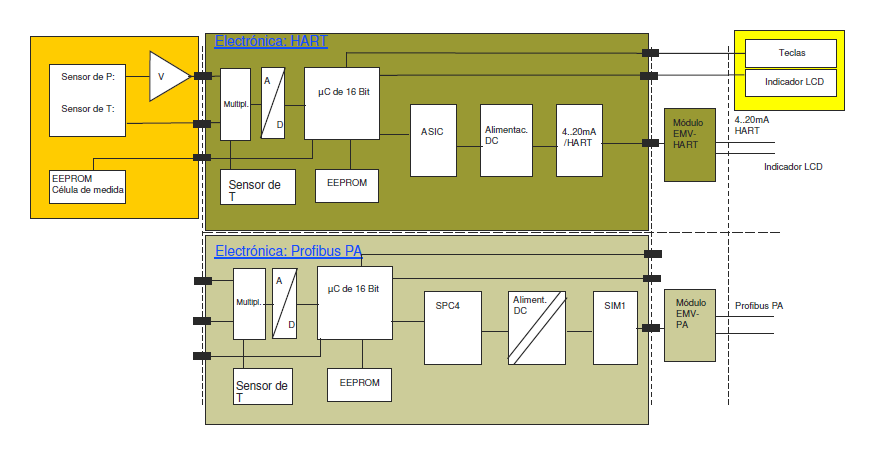 Electrónica: HART
Sensor de P:
Sensor de T:
V
EEPROM
Célula de medida
Multipl.
A
D
µC de 16 Bit
Sensor de
T
EEPROM
ASIC
Alimentac.
DC
4..20mA
/HART
Módulo
EMV-
HART
Teclas
Indicador LCD
4..20mA
HART
Indicador LCD
Electrónica: Profibus PA
Multipl.
A
D
µC de 16 Bit
Sensor de
T
EEPROM
SPC4
Aliment.
DC
SIM1
Módulo
EMV-
PA
Profibus PA